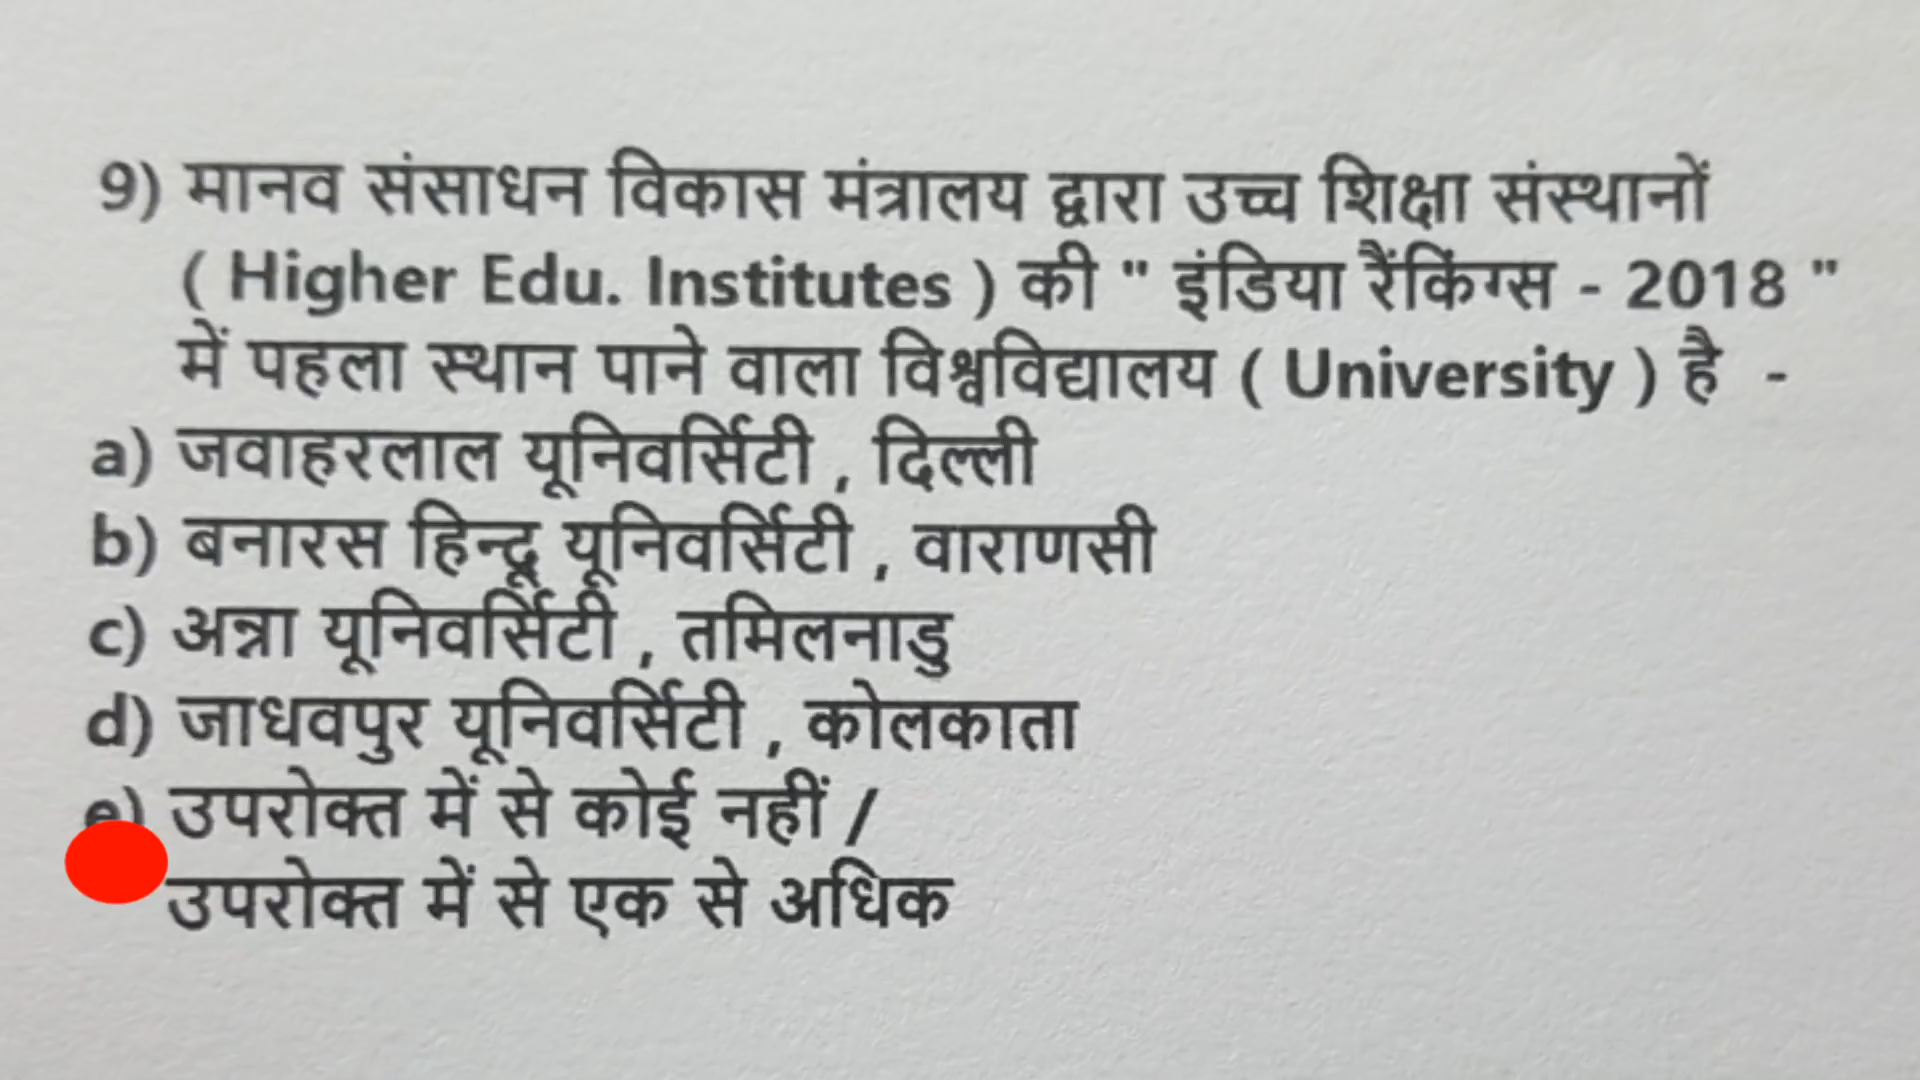 9) मानव संसाधन विकास मंत्रालय द्वारा उच्च शिक्षा संस्थानों
( Higher Edu. Institutes ) की " इंडिया रैंकिंग्स - 2018 "
में पहला स्थान पाने वाला विश्वविद्यालय ( University ) है -
a) जवाहरलाल यूनिवर्सिटी , दिल्ली
b) बनारस हिन्दू यूनिवर्सिटी , वाराणसी
c) अन्ना यूनिवर्सिटी , तमिलनाडु
d) जाधवपुर यूनिवर्सिटी , कोलकाता
e) उपरोक्त में से कोई नहीं /
उपरोक्त में से एक से अधिक